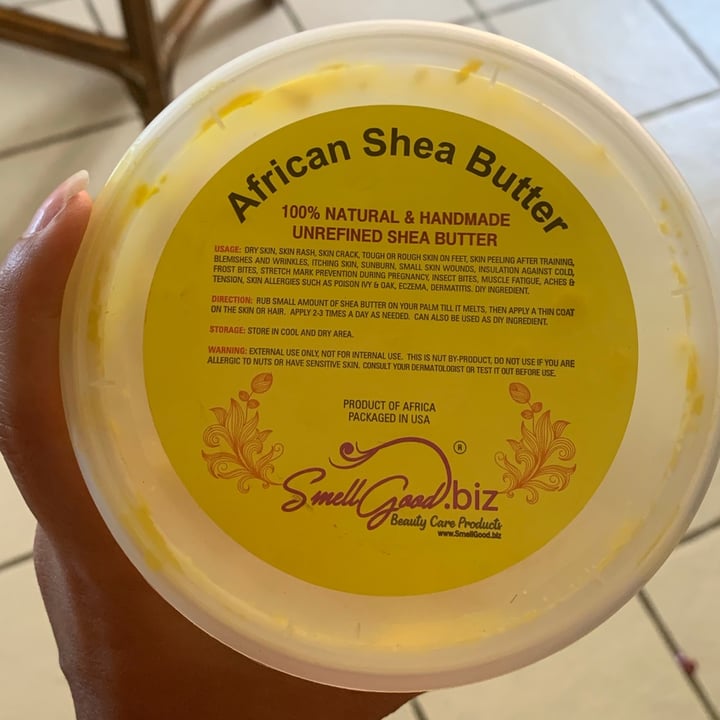 African Shea Butter
100% NATURAL & HANDMADE
UNREFINED SHEA BUTTER
USAGE: DRY SKIN, SKIN RASH, SKIN CRACK, TOUGH OR ROUGH SKIN ON FEET, SKIN PEELING AFTER TRAINING,
BLEMISHES AND WRINKLES, ITCHING SKIN, SUNBURN, SMALL SKIN WOUNDS, INSULATION AGAINST COLD,
FROST BITES, STRETCH MARK PREVENTION DURING PREGNANCY, INSECT BITES, MUSCLE FATIGUE, ACHES &
TENSION, SKIN ALLERGIES SUCH AS POISON IVY & OAK, ECZEMA, DERMATITIS. DIY INGREDIENT.
DIRECTION: RUB SMALL AMOUNT OF SHEA BUTTER ON YOUR PALM TILL IT MELTS, THEN APPLY A THIN COAT
ON THE SKIN OR HAIR. APPLY 2-3 TIMES A DAY AS NEEDED. CAN ALSO BE USED AS DIY INGREDIENT.
STORAGE: STORE IN COOL AND DRY AREA.
WARNING: EXTERNAL USE ONLY, NOT FOR INTERNAL USE. THIS IS NUT BY-PRODUCT, DO NOT USE IF YOU ARE
ALLERGIC TO NUTS OR HAVE SENSITIVE SKIN. CONSULT YOUR DERMATOLOGIST OR TEST IT OUT BEFORE USE.
PRODUCT OF AFRICA
PACKAGED IN USA
SmellGood.biz ®
Beauty Care Products
www.SmellGood.biz